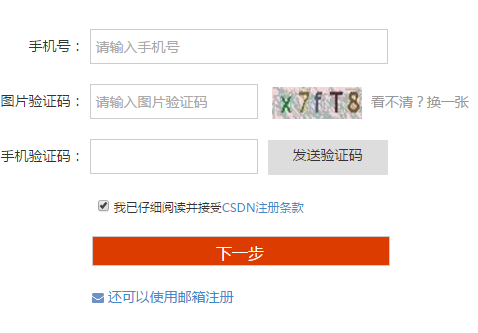 手机号： 请输入手机号
图片验证码： 请输入图片验证码 x7fT8 看不清？换一张
手机验证码： 发送验证码
我已仔细阅读并接受CSDN注册条款
下一步
还可以使用邮箱注册